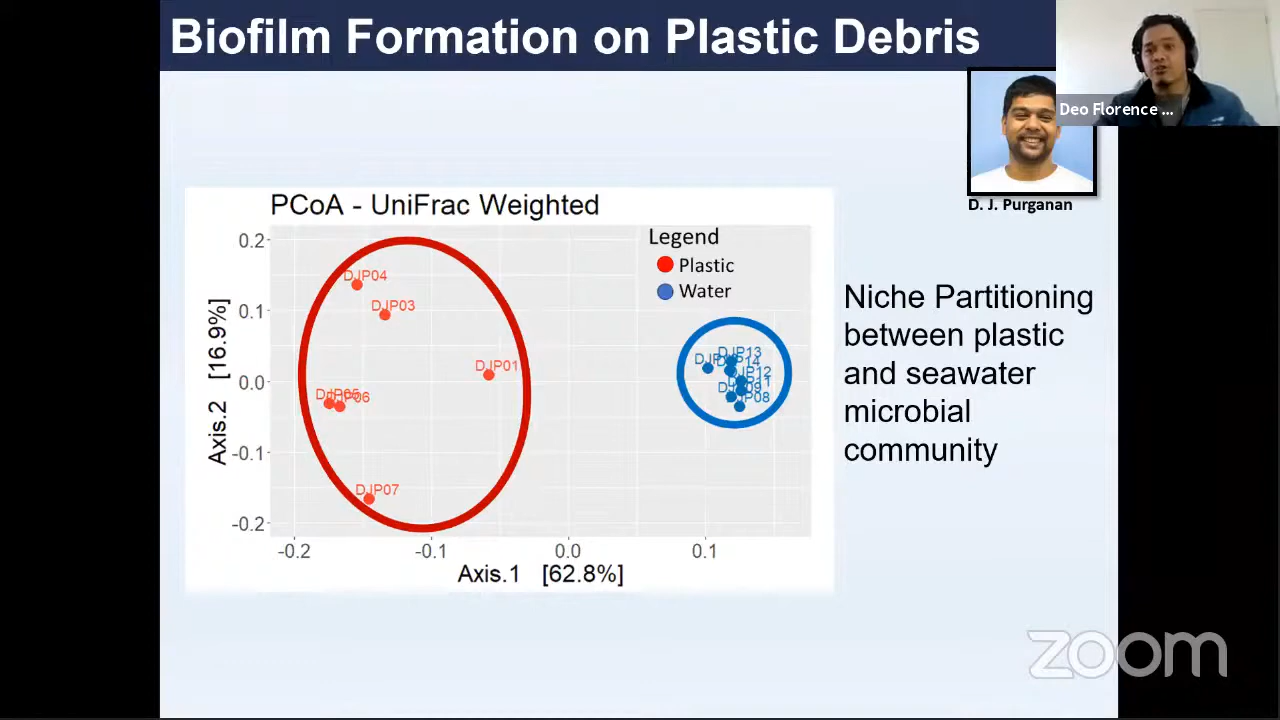 Biofilm Formation on Plastic Debris
Deo Florence ...
D. J. Purganan
PCoA - UniFrac Weighted
Legend
Plastic
Water
0.2
0.1
0.0
-0.1
-0.2
Axis.2 [16.9%]
DJP04
DJP03
DJP01
DJP06
DJP07
DJP13
DJP12
DJP08
-0.2
-0.1
0.0
0.1
Axis.1 [62.8%]
Niche Partitioning
between plastic
and seawater
microbial
community
zoom